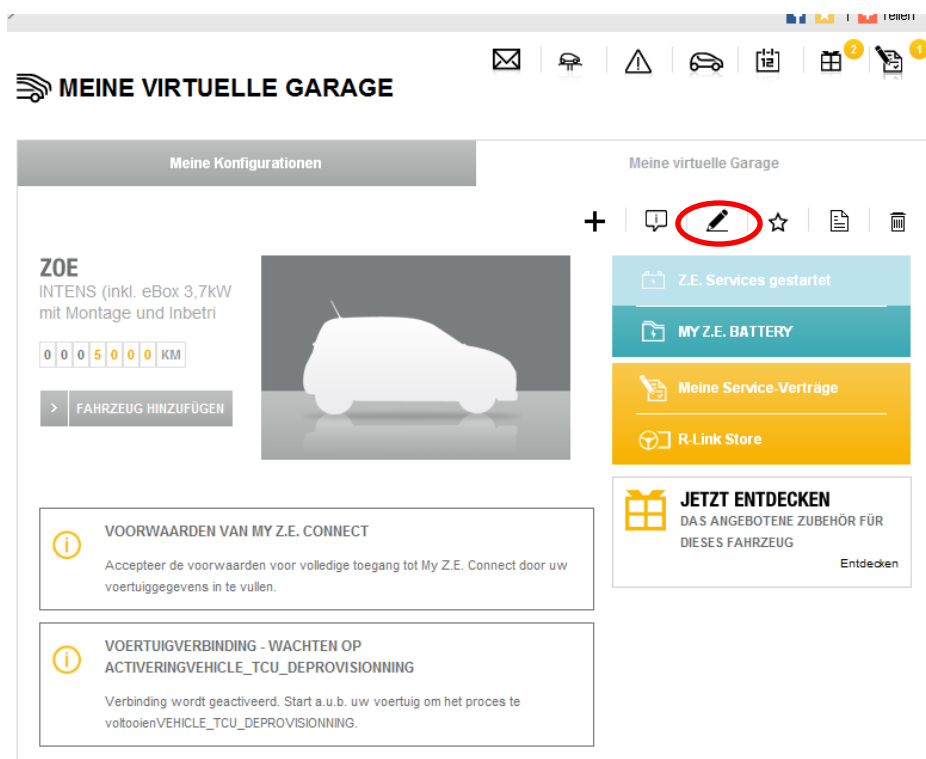 Teilen
2
1
12
MEINE VIRTUELLE GARAGE
Meine Konfigurationen
Meine virtuelle Garage
ZOE
INTENS (inkl. eBox 3,7kW
mit Montage und Inbetri
0 0 0 5 0 0 0 KM
> FAHRZEUG HINZUFÜGEN
Z.E. Services gestartet
MY Z.E. BATTERY
Meine Service-Verträge
R-Link Store
JETZT ENTDECKEN
DAS ANGEBOTENE ZUBEHÖR FÜR
DIESES FAHRZEUG
Entdecken
VOORWAARDEN VAN MY Z.E. CONNECT
Accepteer de voorwaarden voor volledige toegang tot My Z.E. Connect door uw
voertuiggegevens in te vullen.
VOERTUIGVERBINDING - WACHTEN OP
ACTIVERINGVEHICLE_TCU_DEPROVISIONNING
Verbinding wordt geactiveerd. Start a.u.b. uw voertuig om het proces te
voltooienVEHICLE_TCU_DEPROVISIONNING.